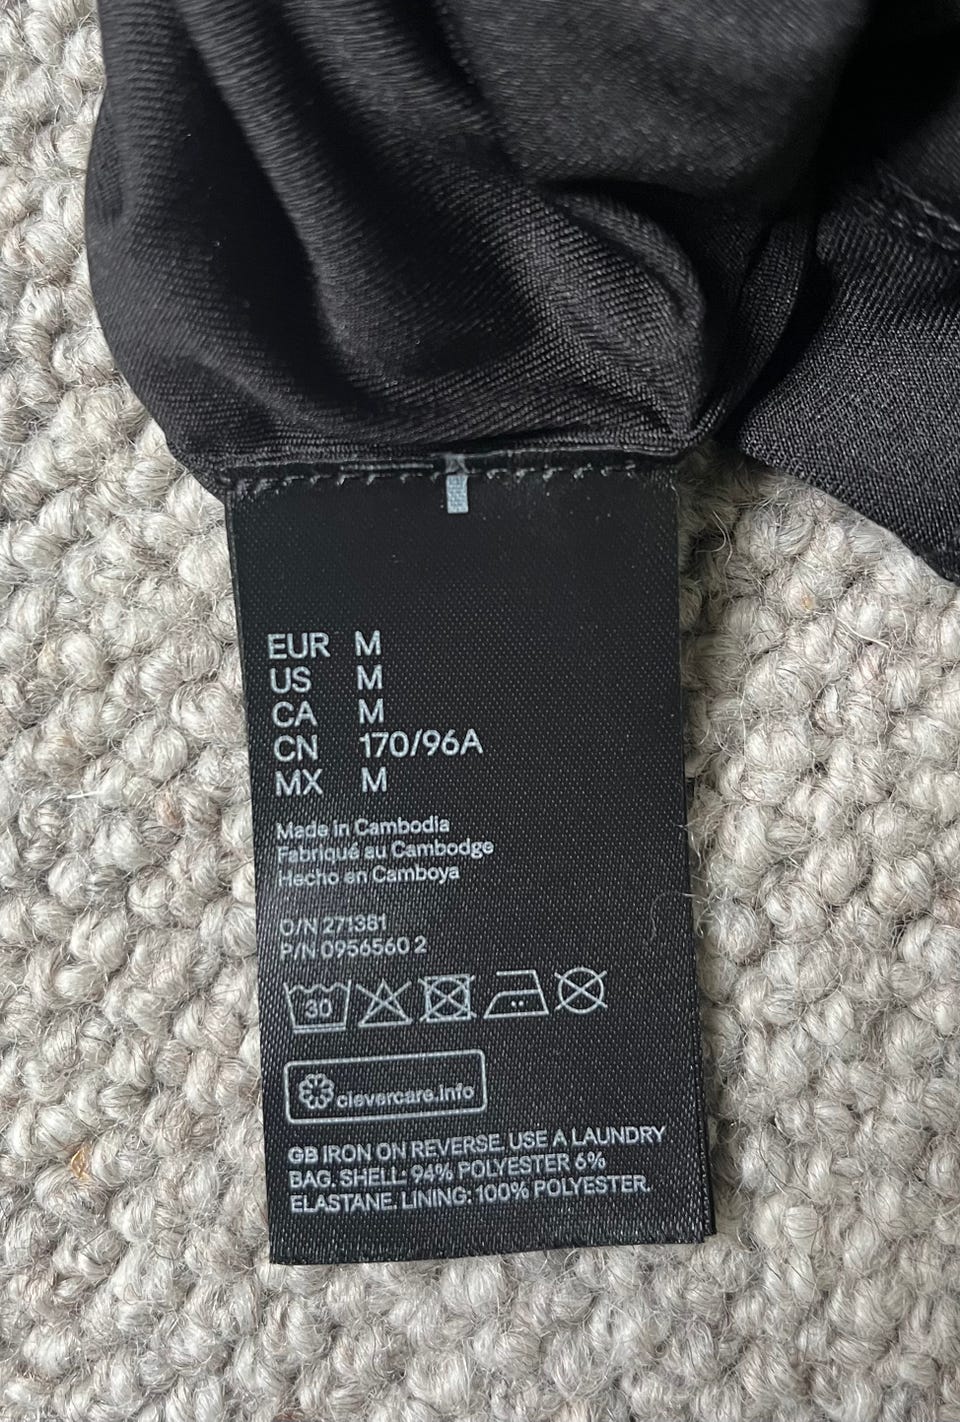 EUR M
US M
CA M
CN 170/96A
MX M
Made in Cambodia
Fabriqué au Cambodge
Hecho en Camboya
O/N 271381
P/N 0956560 2
30
clevercare.info
GB IRON ON REVERSE. USE A LAUNDRY
BAG. SHELL: 94% POLYESTER 6%
ELASTANE. LINING: 100% POLYESTER.